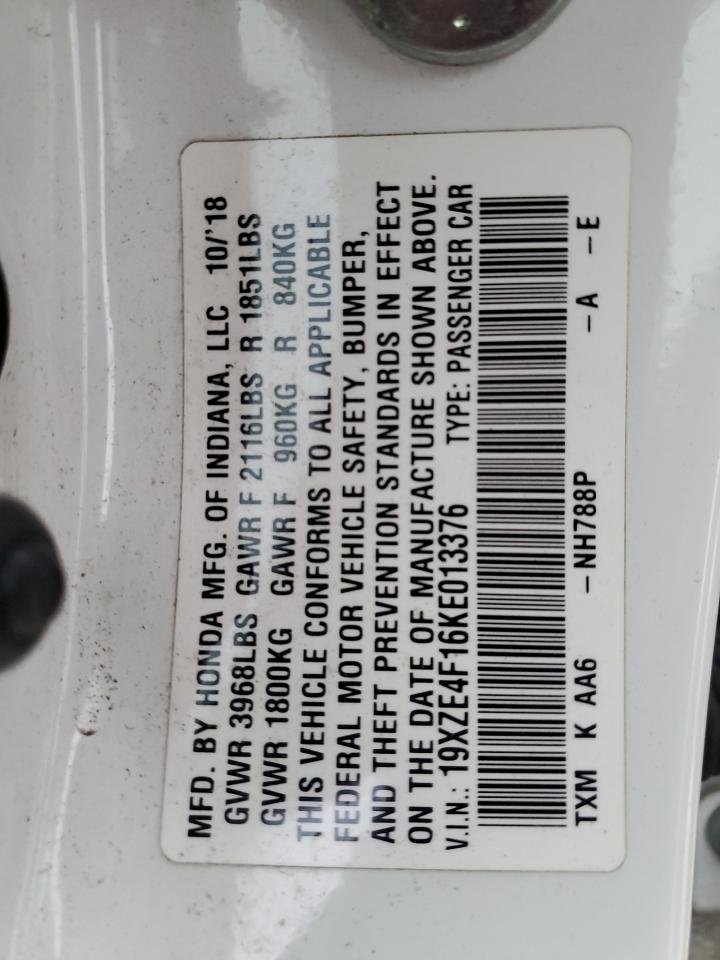 MFD. BY HONDA MFG. OF INDIANA, LLC 10/'18
GVWR 3968LBS GAWR F 2116LBS R 1851LBS
GVWR 1800KG GAWR F 960KG R 840KG
THIS VEHICLE CONFORMS TO ALL APPLICABLE
FEDERAL MOTOR VEHICLE SAFETY, BUMPER,
AND THEFT PREVENTION STANDARDS IN EFFECT
ON THE DATE OF MANUFACTURE SHOWN ABOVE.
V.I.N.: 19XZE4F16KE013376 TYPE: PASSENGER CAR
TXM K AA6 -NH788P -A -E